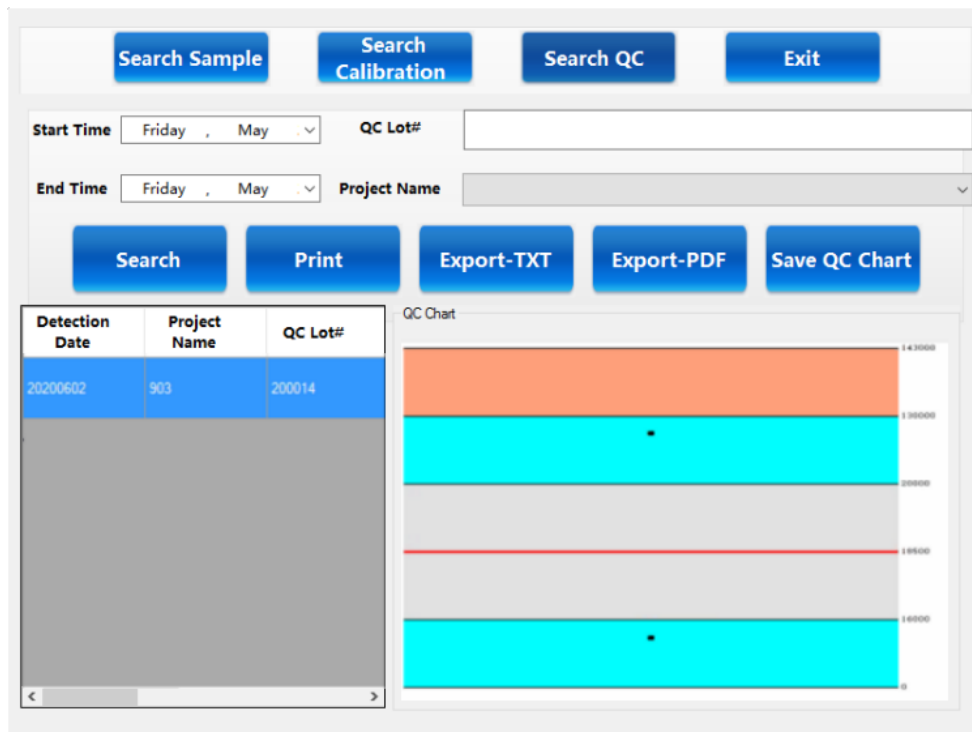 Search Sample
Search
Calibration
Search QC
Exit
Start Time
Friday , May
QC Lot#
End Time
Friday , May
Project Name
Search
Print
Export-TXT
Export-PDF
Save QC Chart
Detection
Date
Project
Name
QC Lot#
20200602
903
200014
QC Chart
143000
130000
20000
18500
16000
0